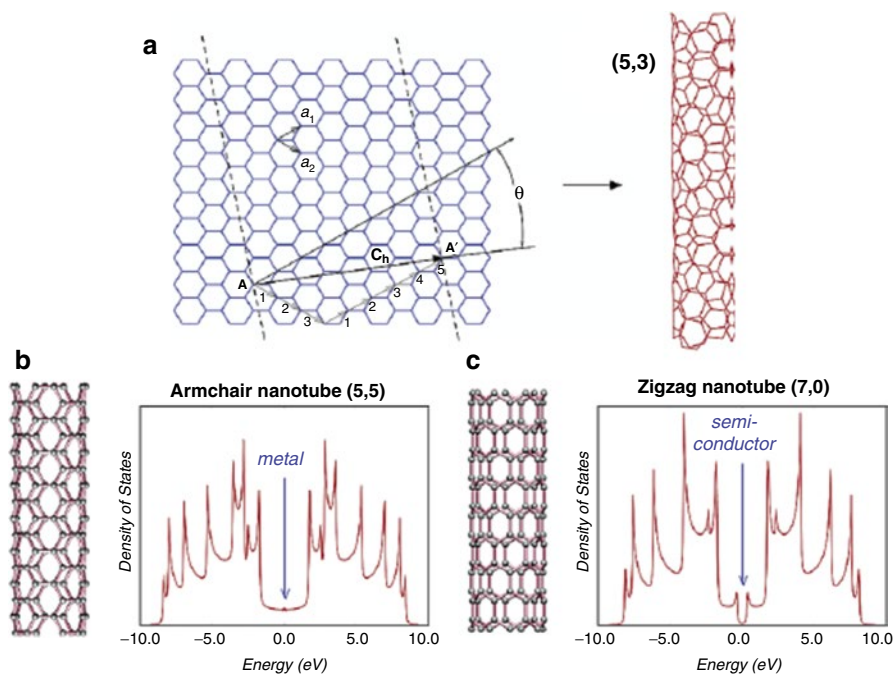 a
(5,3)
a1
a2
θ
Ch
A′
A
1
2
3
1
2
3
4
5
b
Armchair nanotube (5,5)
metal
Density of States
−10.0 −5.0 0.0 5.0 10.0
Energy (eV)
c
Zigzag nanotube (7,0)
semi-
conductor
Density of States
−10.0 −5.0 0.0 5.0 10.0
Energy (eV)